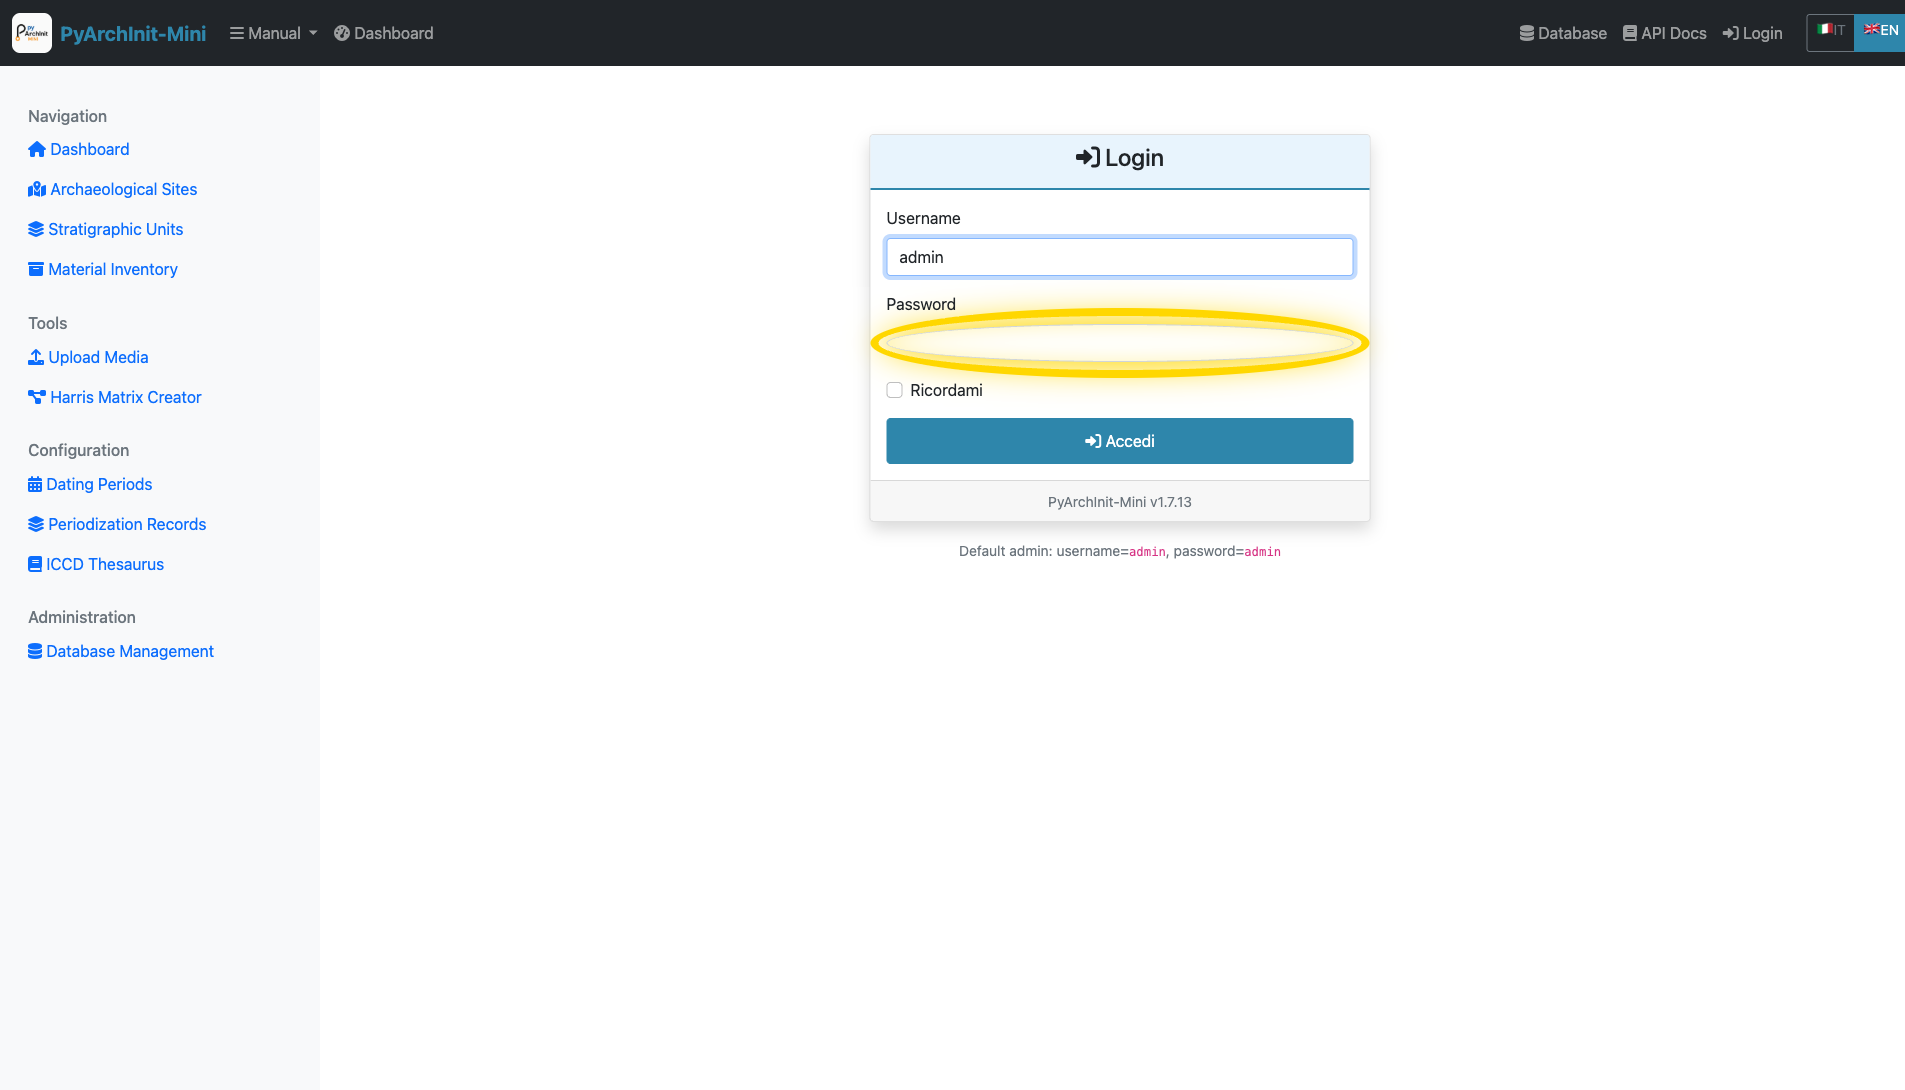 PyArchInit-Mini Manual Dashboard Database API Docs Login IT EN
Navigation
Dashboard
Archaeological Sites
Stratigraphic Units
Material Inventory
Tools
Upload Media
Harris Matrix Creator
Configuration
Dating Periods
Periodization Records
ICCD Thesaurus
Administration
Database Management
Login
Username
admin
Password
Ricordami
Accedi
PyArchInit-Mini v1.7.13
Default admin: username=admin, password=admin